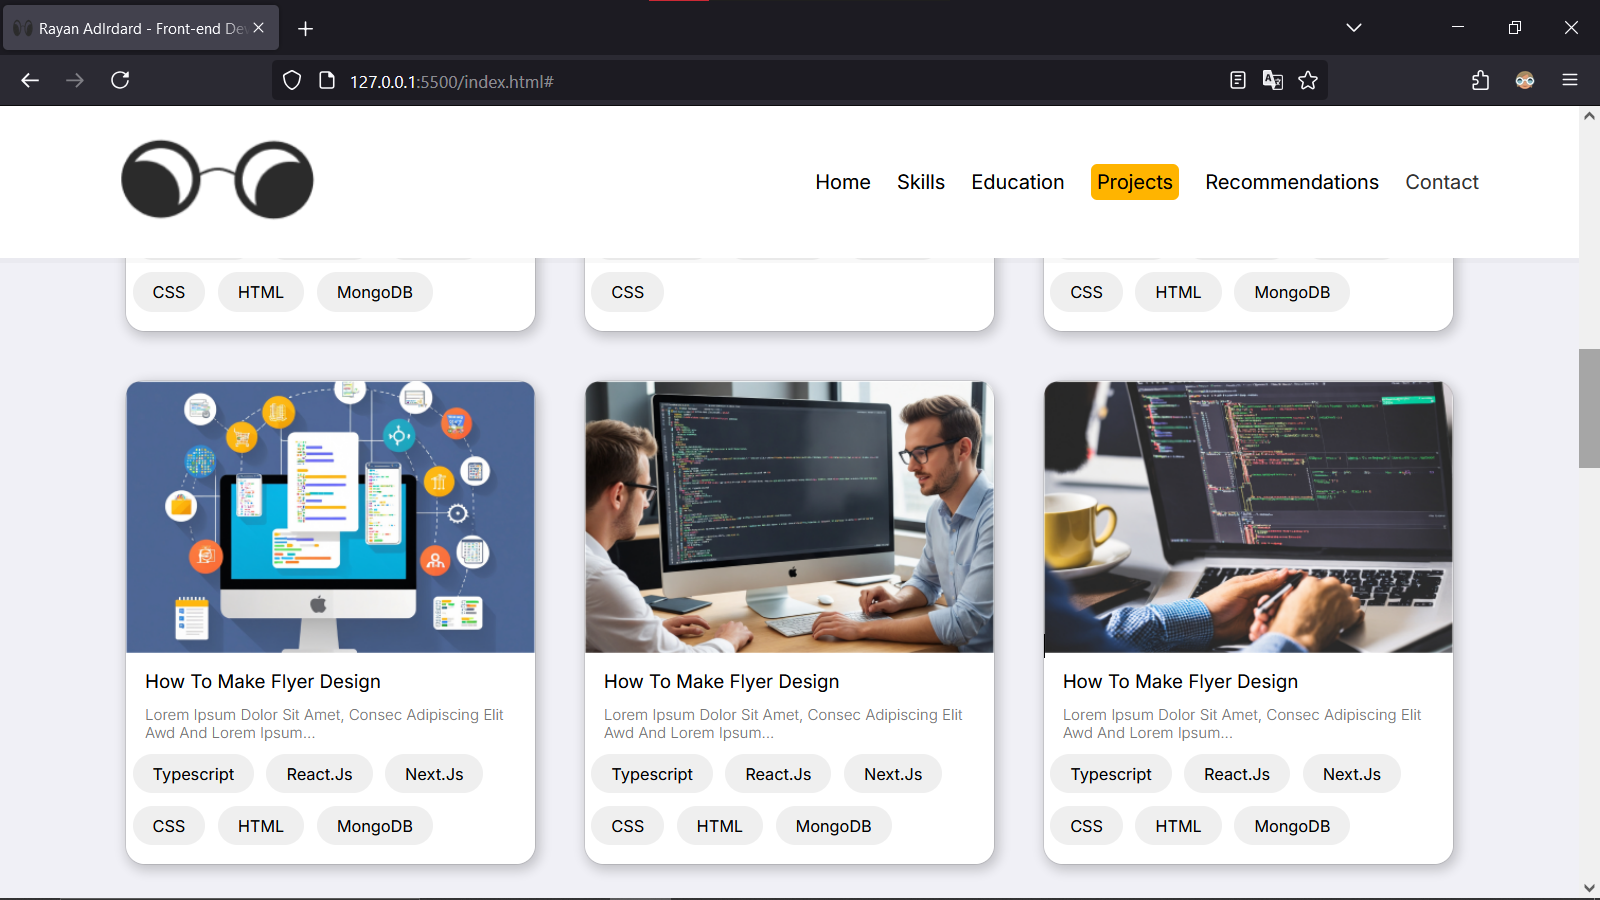 Rayan Adlrdard - Front-end De
127.0.0.1:5500/index.html#
Home Skills Education Projects Recommendations Contact
CSS HTML MongoDB
CSS
CSS HTML MongoDB
How To Make Flyer Design
Lorem Ipsum Dolor Sit Amet, Consec Adipiscing Elit
Awd And Lorem Ipsum...
Typescript React.Js Next.Js
CSS HTML MongoDB
How To Make Flyer Design
Lorem Ipsum Dolor Sit Amet, Consec Adipiscing Elit
Awd And Lorem Ipsum...
Typescript React.Js Next.Js
CSS HTML MongoDB
How To Make Flyer Design
Lorem Ipsum Dolor Sit Amet, Consec Adipiscing Elit
Awd And Lorem Ipsum...
Typescript React.Js Next.Js
CSS HTML MongoDB